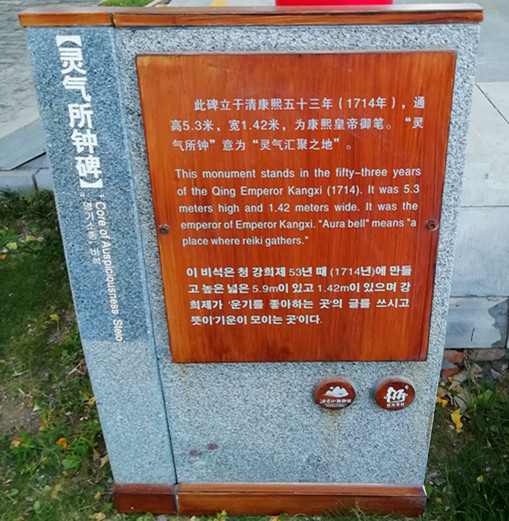 【灵气所钟碑】
"Core of Auspiciousness" Stele
"영기소종" 비석
此碑立于清康熙五十三年（1714年），通
高5.3米，宽1.42米，为康熙皇帝御笔。“灵
气所钟”意为“灵气汇聚之地”。
This monument stands in the fifty-three years
of the Qing Emperor Kangxi (1714). It was 5.3
meters high and 1.42 meters wide. It was the
emperor of Emperor Kangxi. "Aura bell" means "a
place where reiki gathers."
이 비석은 청 강희제 53년 때 (1714년)에 만들
고 높은 넓은 5.9m이 있고 1.42m이 있으며 강
희제가 '운기를 좋아하는 곳'의 글를 쓰시고
뜻이'기운이 모이는 곳'이다.